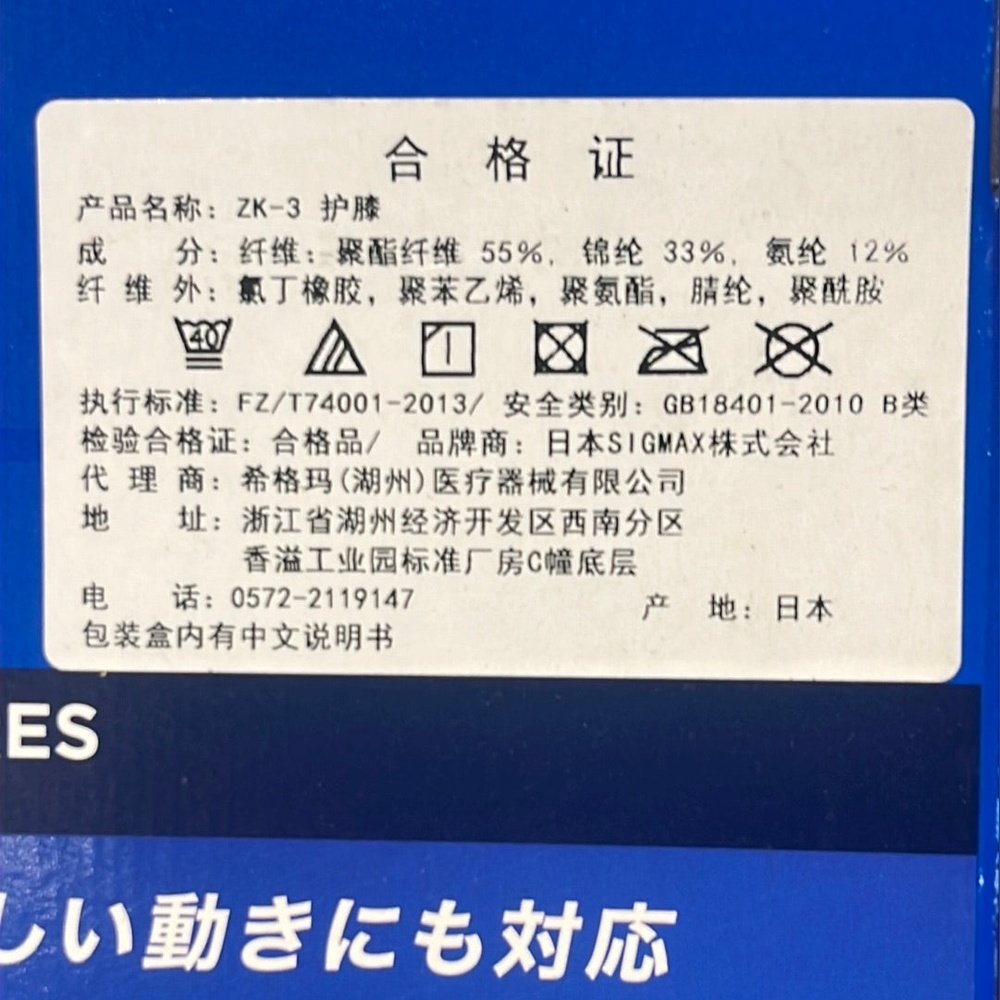 合格证
产品名称：ZK-3 护膝
成 分：纤维：聚酯纤维 55%，锦纶 33%，氨纶 12%
纤维外：氯丁橡胶，聚苯乙烯，聚氨酯，腈纶，聚酰胺
40
执行标准：FZ/T74001-2013/ 安全类别：GB18401-2010 B类
检验合格证：合格品/ 品牌商：日本SIGMAX株式会社
代理商：希格玛(湖州)医疗器械有限公司
地 址：浙江省湖州经济开发区西南分区
香溢工业园标准厂房C幢底层
电 话：0572-2119147 产 地：日本
包装盒内有中文说明书
ES
しい動きにも対応